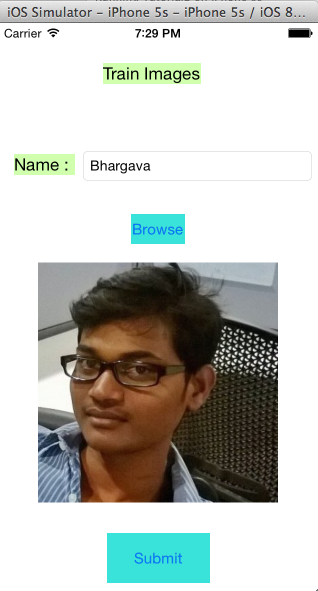 iOS Simulator – iPhone 5s – iPhone 5s / iOS 8...
Carrier 7:29 PM
Train Images
Name : Bhargava
Browse
Submit